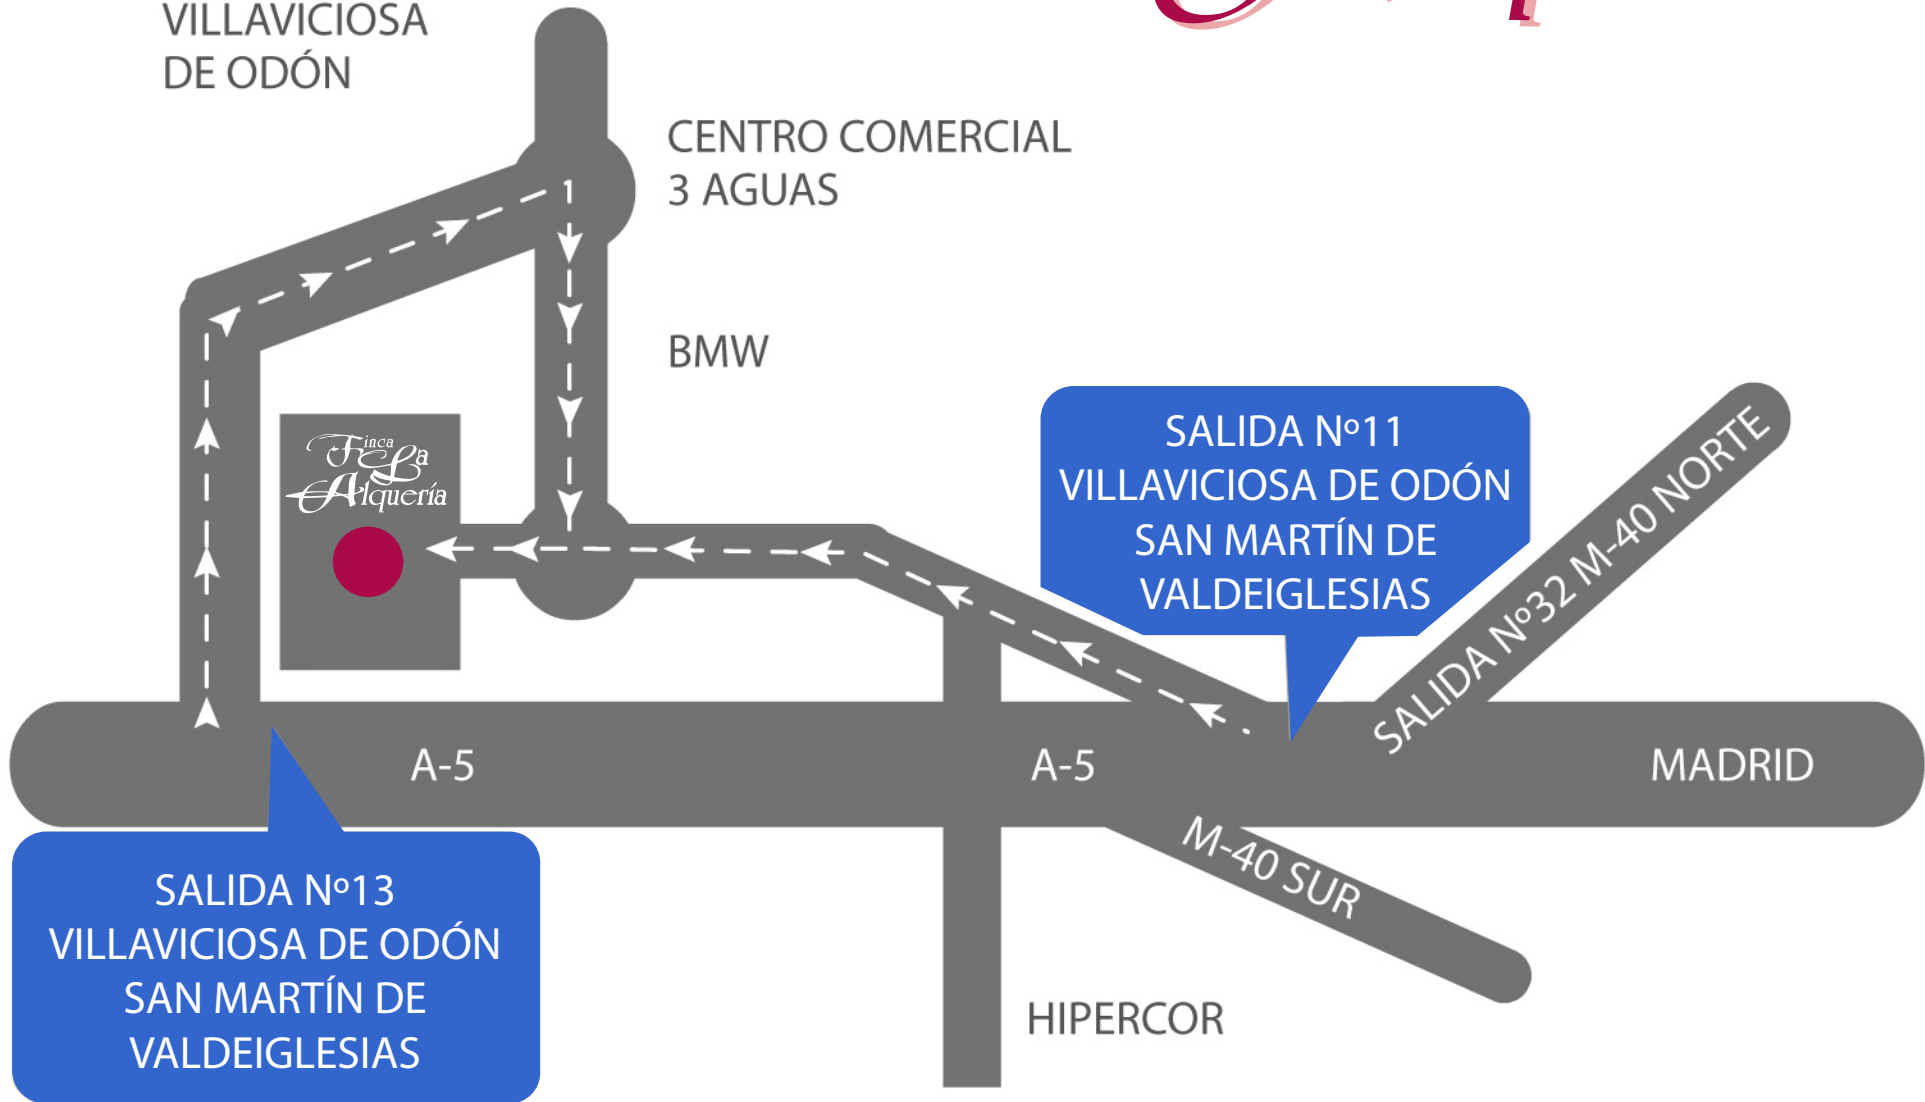 VILLAVICIOSA
DE ODÓN
CENTRO COMERCIAL
3 AGUAS
BMW
Finca
La
Alquería
SALIDA Nº11
VILLAVICIOSA DE ODÓN
SAN MARTÍN DE
VALDEIGLESIAS
SALIDA Nº32 M-40 NORTE
A-5
A-5
MADRID
M-40 SUR
SALIDA Nº13
VILLAVICIOSA DE ODÓN
SAN MARTÍN DE
VALDEIGLESIAS
HIPERCOR